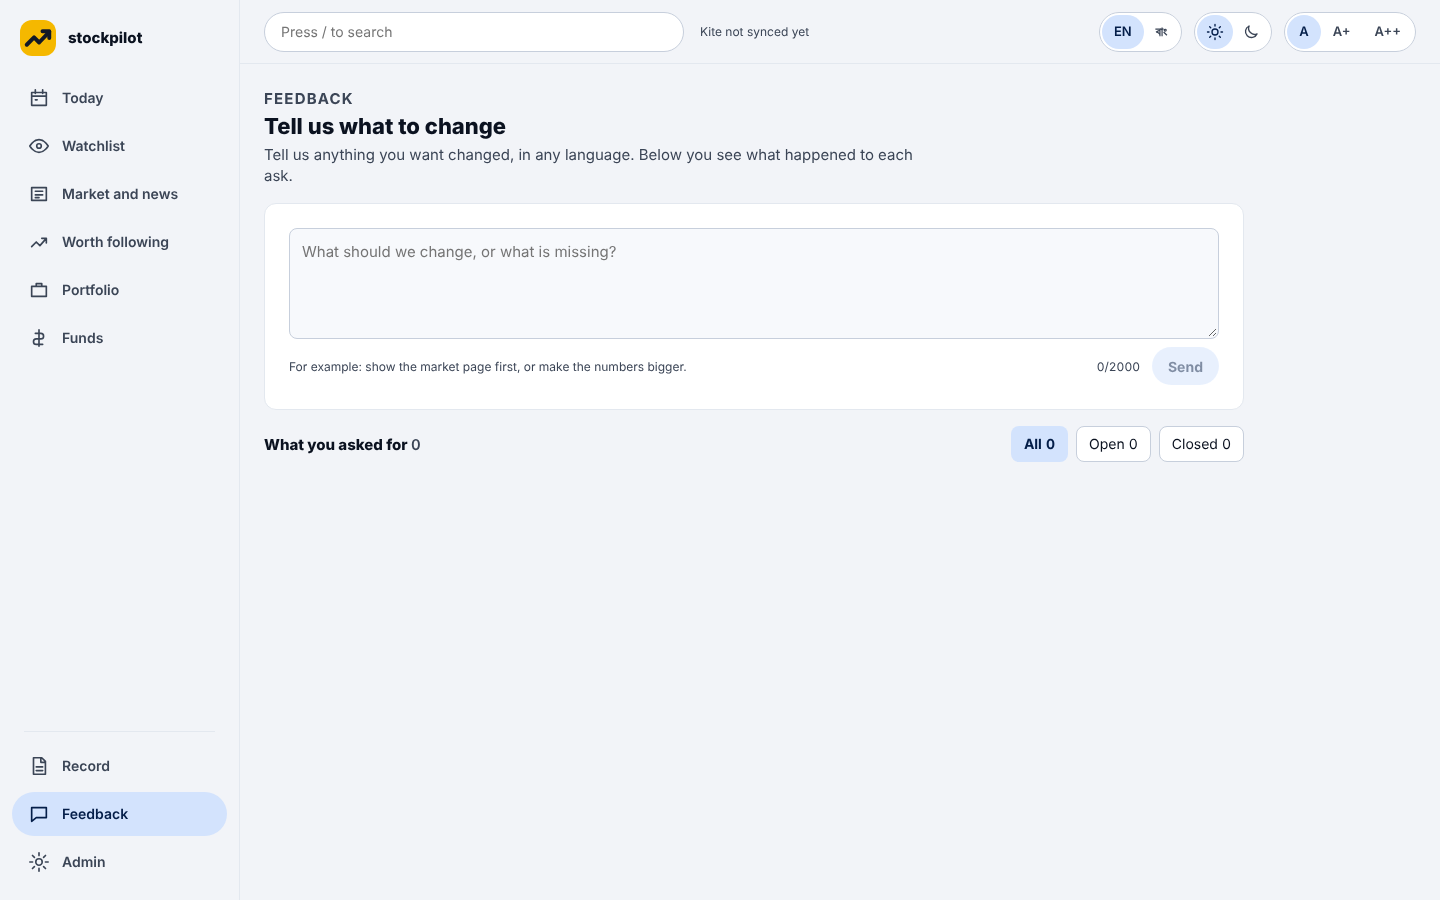 stockpilot
Press / to search
Kite not synced yet
EN
বাং
A
A+
A++
Today
Watchlist
Market and news
Worth following
Portfolio
Funds
Record
Feedback
Admin
FEEDBACK
Tell us what to change
Tell us anything you want changed, in any language. Below you see what happened to each
ask.
What should we change, or what is missing?
For example: show the market page first, or make the numbers bigger.
0/2000
Send
What you asked for 0
All 0
Open 0
Closed 0